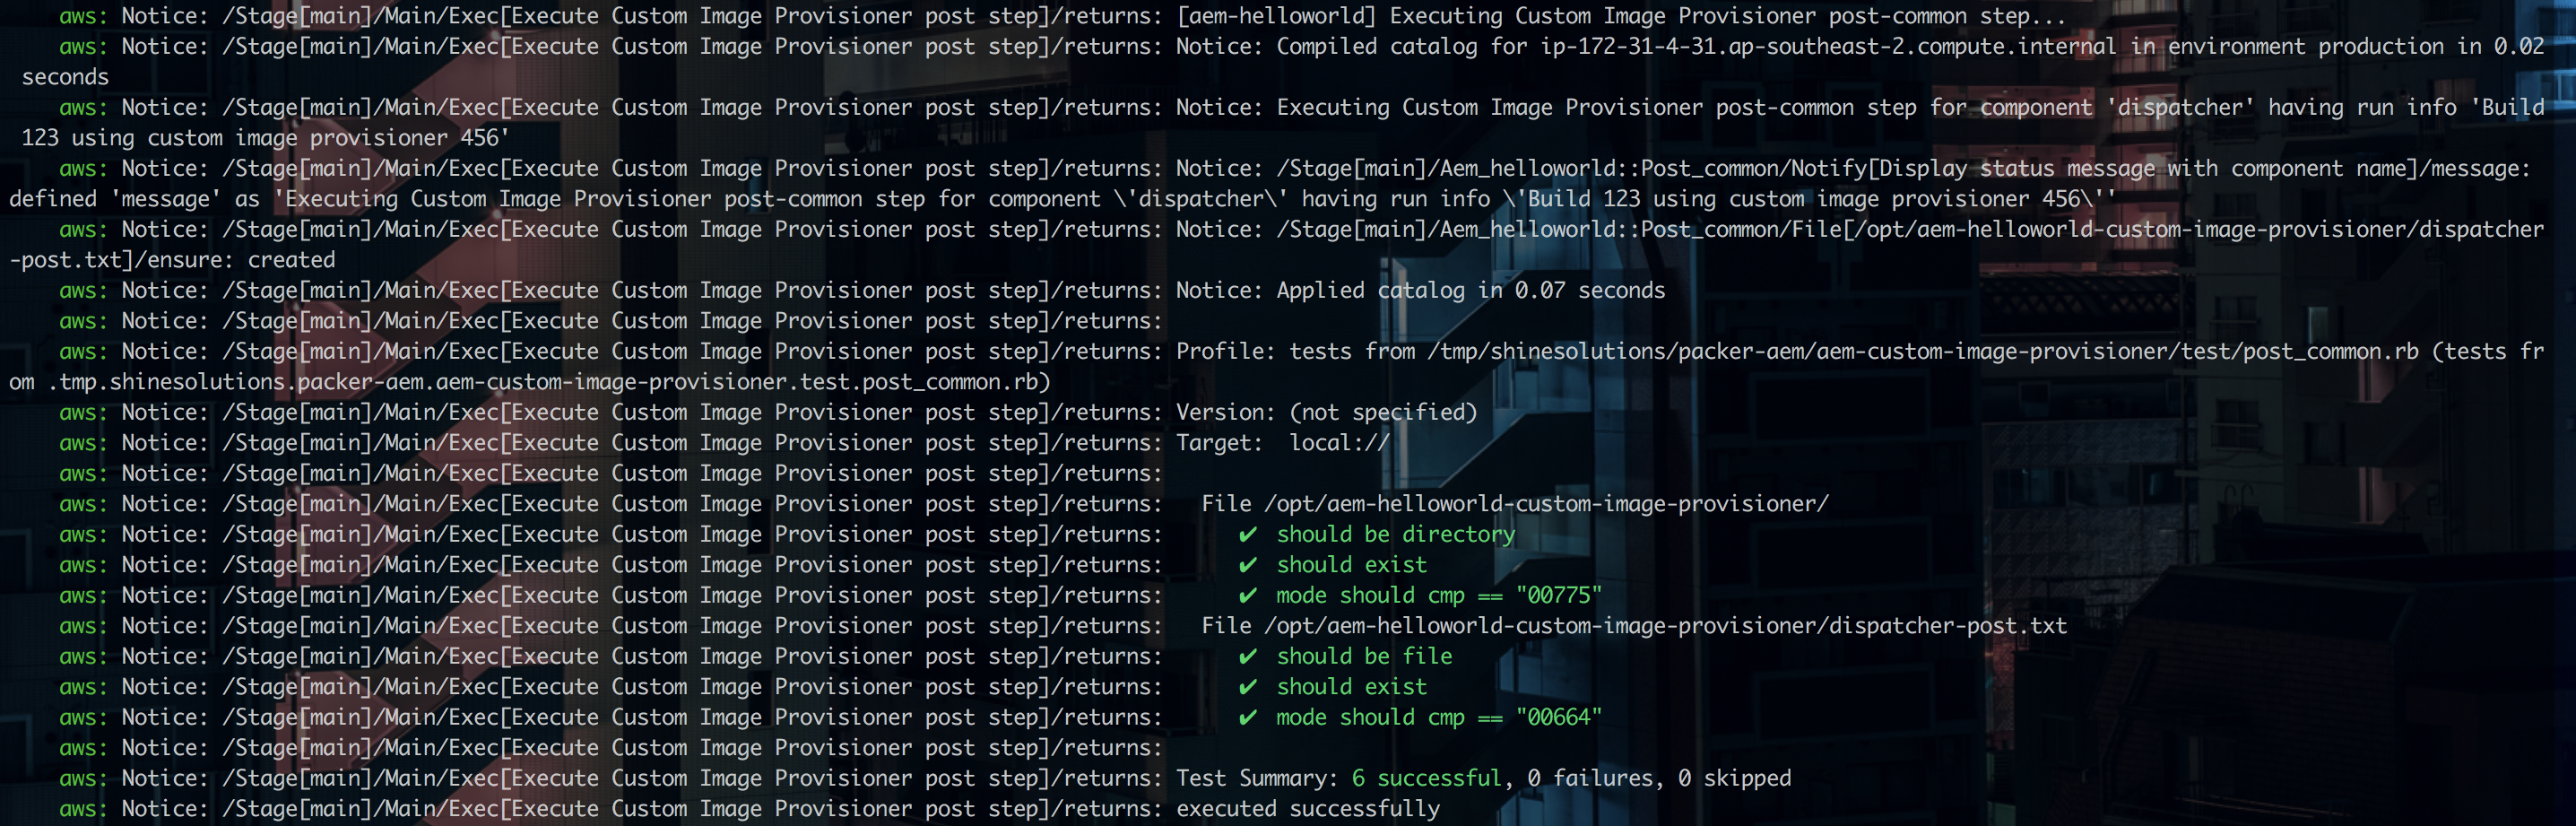 aws: Notice: /Stage[main]/Main/Exec[Execute Custom Image Provisioner post step]/returns: [aem-helloworld] Executing Custom Image Provisioner post-common step...
aws: Notice: /Stage[main]/Main/Exec[Execute Custom Image Provisioner post step]/returns: Notice: Compiled catalog for ip-172-31-4-31.ap-southeast-2.compute.internal in environment production in 0.02
seconds
aws: Notice: /Stage[main]/Main/Exec[Execute Custom Image Provisioner post step]/returns: Notice: Executing Custom Image Provisioner post-common step for component 'dispatcher' having run info 'Build
123 using custom image provisioner 456'
aws: Notice: /Stage[main]/Main/Exec[Execute Custom Image Provisioner post step]/returns: Notice: /Stage[main]/Aem_helloworld::Post_common/Notify[Display status message with component name]/message:
defined 'message' as 'Executing Custom Image Provisioner post-common step for component \'dispatcher\' having run info \'Build 123 using custom image provisioner 456\''
aws: Notice: /Stage[main]/Main/Exec[Execute Custom Image Provisioner post step]/returns: Notice: /Stage[main]/Aem_helloworld::Post_common/File[/opt/aem-helloworld-custom-image-provisioner/dispatcher
-post.txt]/ensure: created
aws: Notice: /Stage[main]/Main/Exec[Execute Custom Image Provisioner post step]/returns: Notice: Applied catalog in 0.07 seconds
aws: Notice: /Stage[main]/Main/Exec[Execute Custom Image Provisioner post step]/returns:
aws: Notice: /Stage[main]/Main/Exec[Execute Custom Image Provisioner post step]/returns: Profile: tests from /tmp/shinesolutions/packer-aem/aem-custom-image-provisioner/test/post_common.rb (tests fr
om .tmp.shinesolutions.packer-aem.aem-custom-image-provisioner.test.post_common.rb)
aws: Notice: /Stage[main]/Main/Exec[Execute Custom Image Provisioner post step]/returns: Version: (not specified)
aws: Notice: /Stage[main]/Main/Exec[Execute Custom Image Provisioner post step]/returns: Target:  local://
aws: Notice: /Stage[main]/Main/Exec[Execute Custom Image Provisioner post step]/returns:
aws: Notice: /Stage[main]/Main/Exec[Execute Custom Image Provisioner post step]/returns:   File /opt/aem-helloworld-custom-image-provisioner/
aws: Notice: /Stage[main]/Main/Exec[Execute Custom Image Provisioner post step]/returns:      ✔  should be directory
aws: Notice: /Stage[main]/Main/Exec[Execute Custom Image Provisioner post step]/returns:      ✔  should exist
aws: Notice: /Stage[main]/Main/Exec[Execute Custom Image Provisioner post step]/returns:      ✔  mode should cmp == "00775"
aws: Notice: /Stage[main]/Main/Exec[Execute Custom Image Provisioner post step]/returns:   File /opt/aem-helloworld-custom-image-provisioner/dispatcher-post.txt
aws: Notice: /Stage[main]/Main/Exec[Execute Custom Image Provisioner post step]/returns:      ✔  should be file
aws: Notice: /Stage[main]/Main/Exec[Execute Custom Image Provisioner post step]/returns:      ✔  should exist
aws: Notice: /Stage[main]/Main/Exec[Execute Custom Image Provisioner post step]/returns:      ✔  mode should cmp == "00664"
aws: Notice: /Stage[main]/Main/Exec[Execute Custom Image Provisioner post step]/returns:
aws: Notice: /Stage[main]/Main/Exec[Execute Custom Image Provisioner post step]/returns: Test Summary: 6 successful, 0 failures, 0 skipped
aws: Notice: /Stage[main]/Main/Exec[Execute Custom Image Provisioner post step]/returns: executed successfully